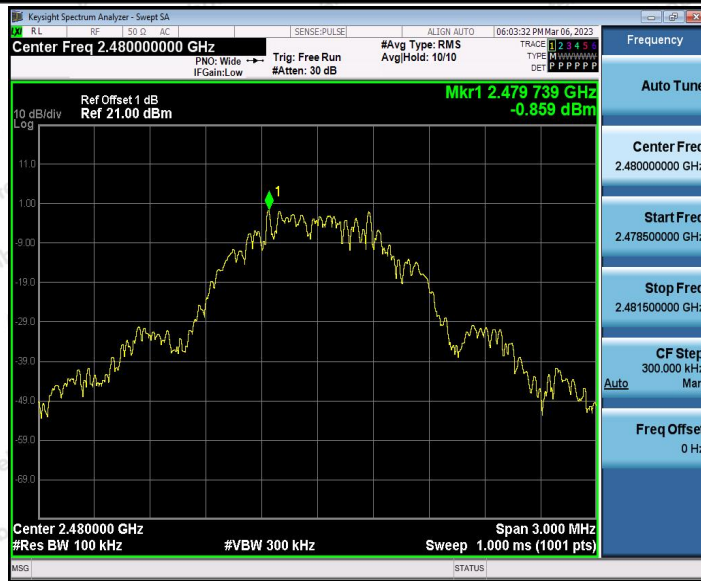 Keysight Spectrum Analyzer - Swept SA
RL RF 50 Ω AC SENSE:PULSE ALIGN AUTO 06:03:32 PM Mar 06, 2023
Center Freq 2.480000000 GHz
PNO: Wide
IFGain:Low
Trig: Free Run
#Atten: 30 dB
#Avg Type: RMS
Avg|Hold: 10/10
TRACE 1 2 3 4 5 6
TYPE M WWWWW
DET P P P P P P
Ref Offset 1 dB
10 dB/div Ref 21.00 dBm
Log
Mkr1 2.479 739 GHz
-0.859 dBm
1
11.0
1.00
-9.00
-19.0
-29.0
-39.0
-49.0
-59.0
-69.0
Center 2.480000 GHz Span 3.000 MHz
#Res BW 100 kHz #VBW 300 kHz Sweep 1.000 ms (1001 pts)
MSG STATUS
Frequency
Auto Tune
Center Freq
2.480000000 GHz
Start Freq
2.478500000 GHz
Stop Freq
2.481500000 GHz
CF Step
300.000 kHz
Auto Man
Freq Offset
0 Hz